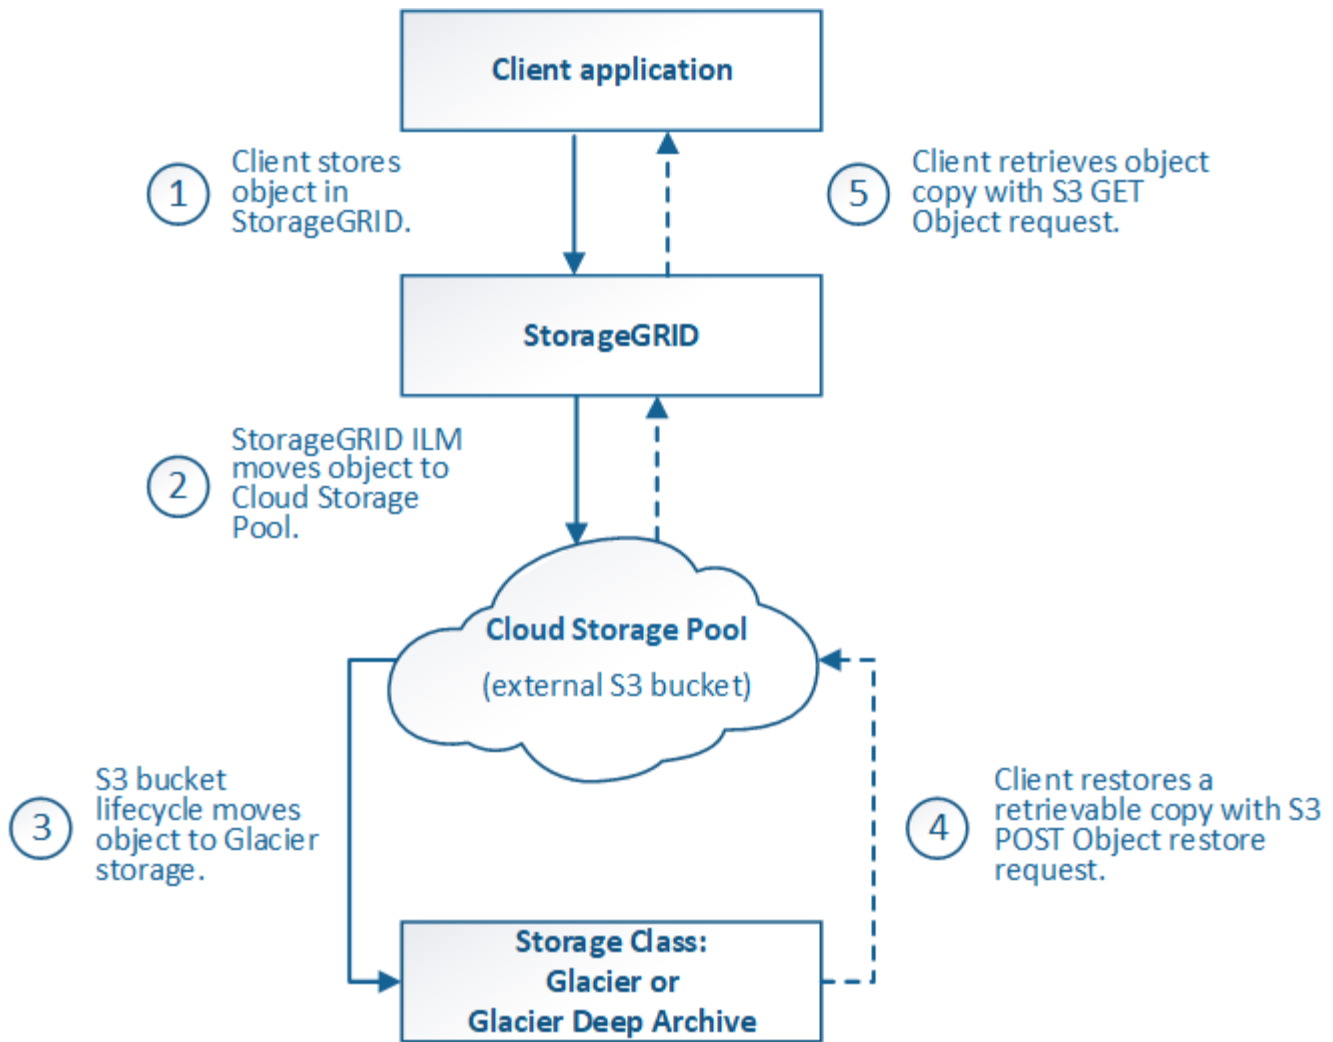 Client application
1
Client stores
object in
StorageGRID.
5
Client retrieves object
copy with S3 GET
Object request.
StorageGRID
2
StorageGRID ILM
moves object to
Cloud Storage
Pool.
Cloud Storage Pool
(external S3 bucket)
3
S3 bucket
lifecycle moves
object to Glacier
storage.
4
Client restores a
retrievable copy with S3
POST Object restore
request.
Storage Class:
Glacier or
Glacier Deep Archive